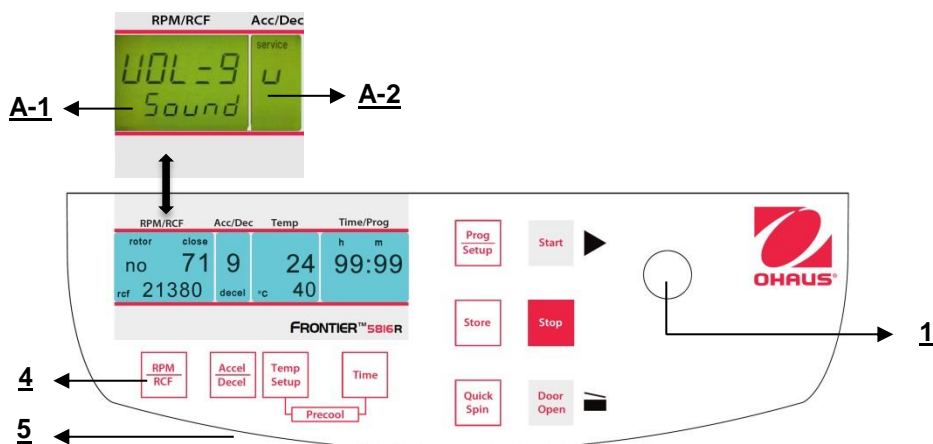 RPM/RCF Acc/Dec
service
VOL=9 u
Sound
A-1
A-2
RPM/RCF Acc/Dec Temp Time/Prog
rotor close h m
no 71 9 24 99:99
rcf 21380 decel °C 40
FRONTIER™5816R
Prog
Setup
Start
OHAUS®
Store
Stop
1
RPM
RCF
Accel
Decel
Temp
Setup
Time
Precool
4
Quick
Spin
Door
Open
5